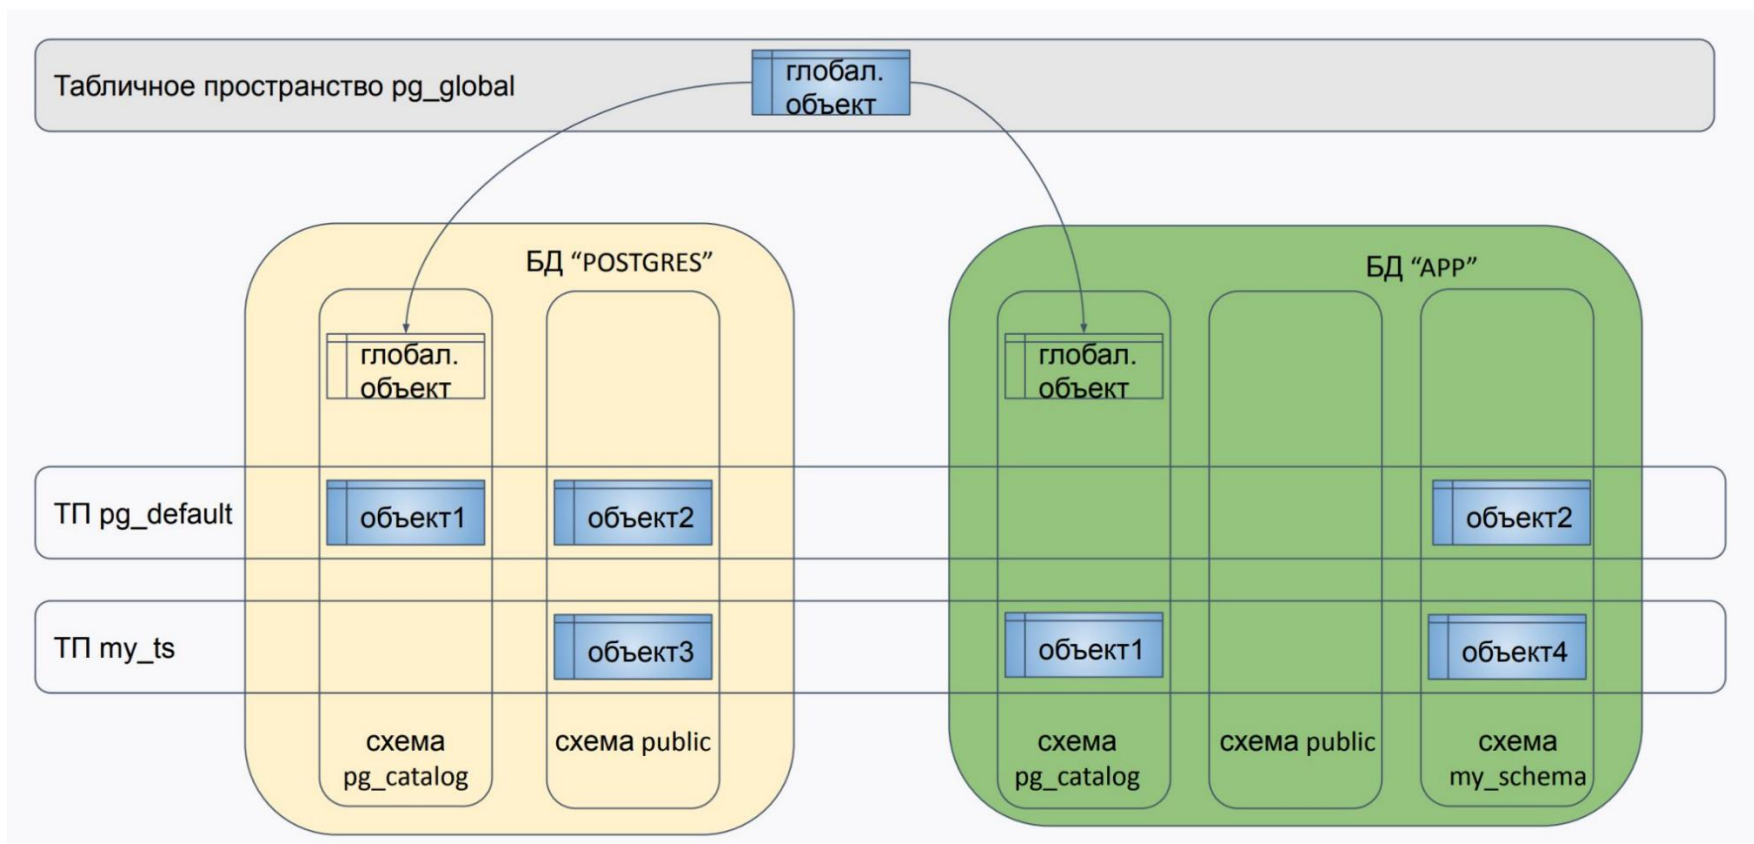 Табличное пространство pg_global
глобал.
объект
БД “POSTGRES”
БД “APP”
глобал.
объект
глобал.
объект
ТП pg_default
объект1
объект2
объект2
ТП my_ts
объект3
объект1
объект4
схема
pg_catalog
схема public
схема
pg_catalog
схема public
схема
my_schema